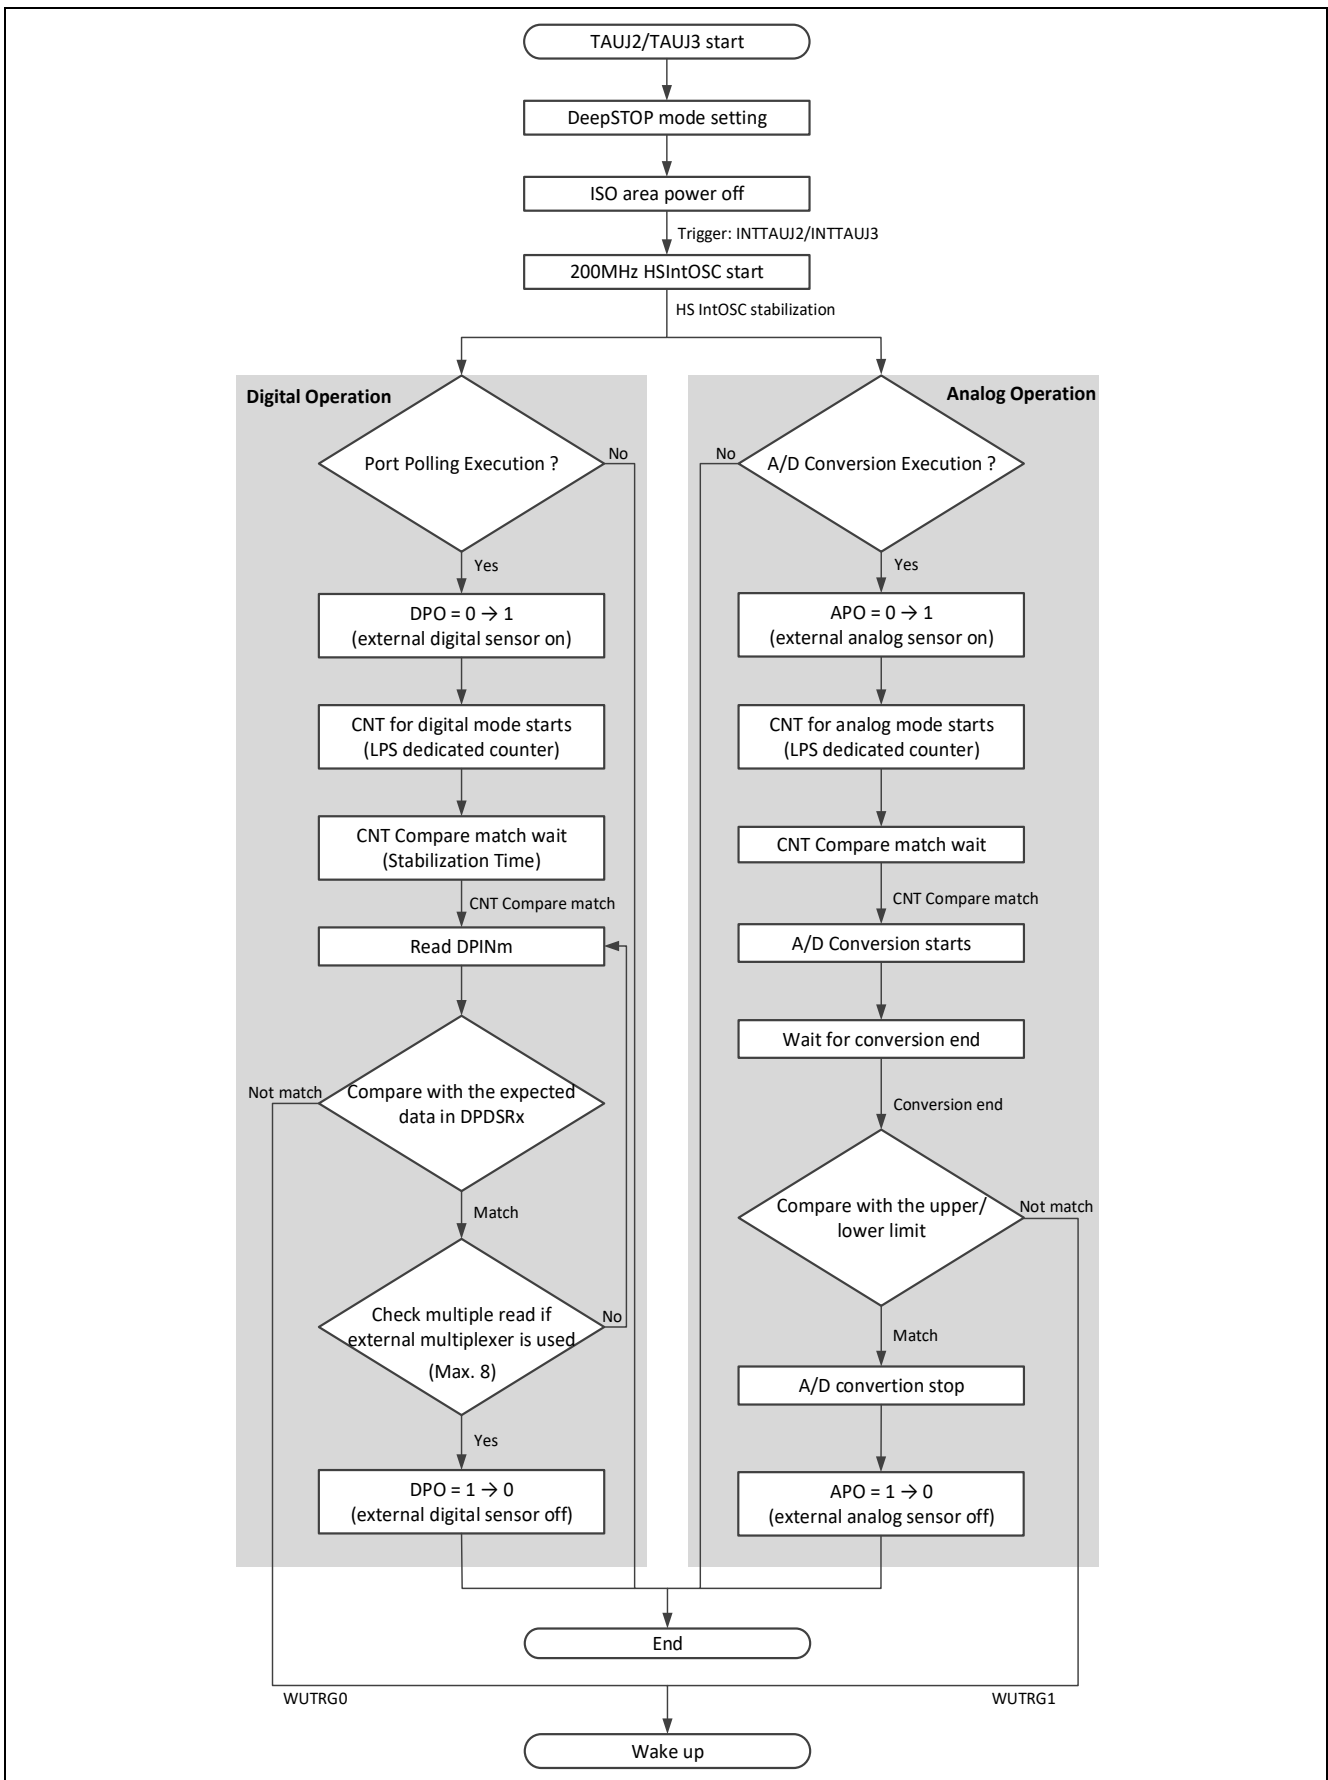 TAUJ2/TAUJ3 start
DeepSTOP mode setting
ISO area power off
Trigger: INTTAUJ2/INTTAUJ3
200MHz HSIntOSC start
HS IntOSC stabilization
Digital Operation
Port Polling Execution ?
No
Yes
DPO = 0 → 1
(external digital sensor on)
CNT for digital mode starts
(LPS dedicated counter)
CNT Compare match wait
(Stabilization Time)
CNT Compare match
Read DPINm
Not match
Compare with the expected
data in DPDSRx
Match
Check multiple read if
external multiplexer is used
(Max. 8)
No
Yes
DPO = 1 → 0
(external digital sensor off)
Analog Operation
No
A/D Conversion Execution ?
Yes
APO = 0 → 1
(external analog sensor on)
CNT for analog mode starts
(LPS dedicated counter)
CNT Compare match wait
CNT Compare match
A/D Conversion starts
Wait for conversion end
Conversion end
Compare with the upper/
lower limit
Not match
Match
A/D convertion stop
APO = 1 → 0
(external analog sensor off)
End
WUTRG0
WUTRG1
Wake up